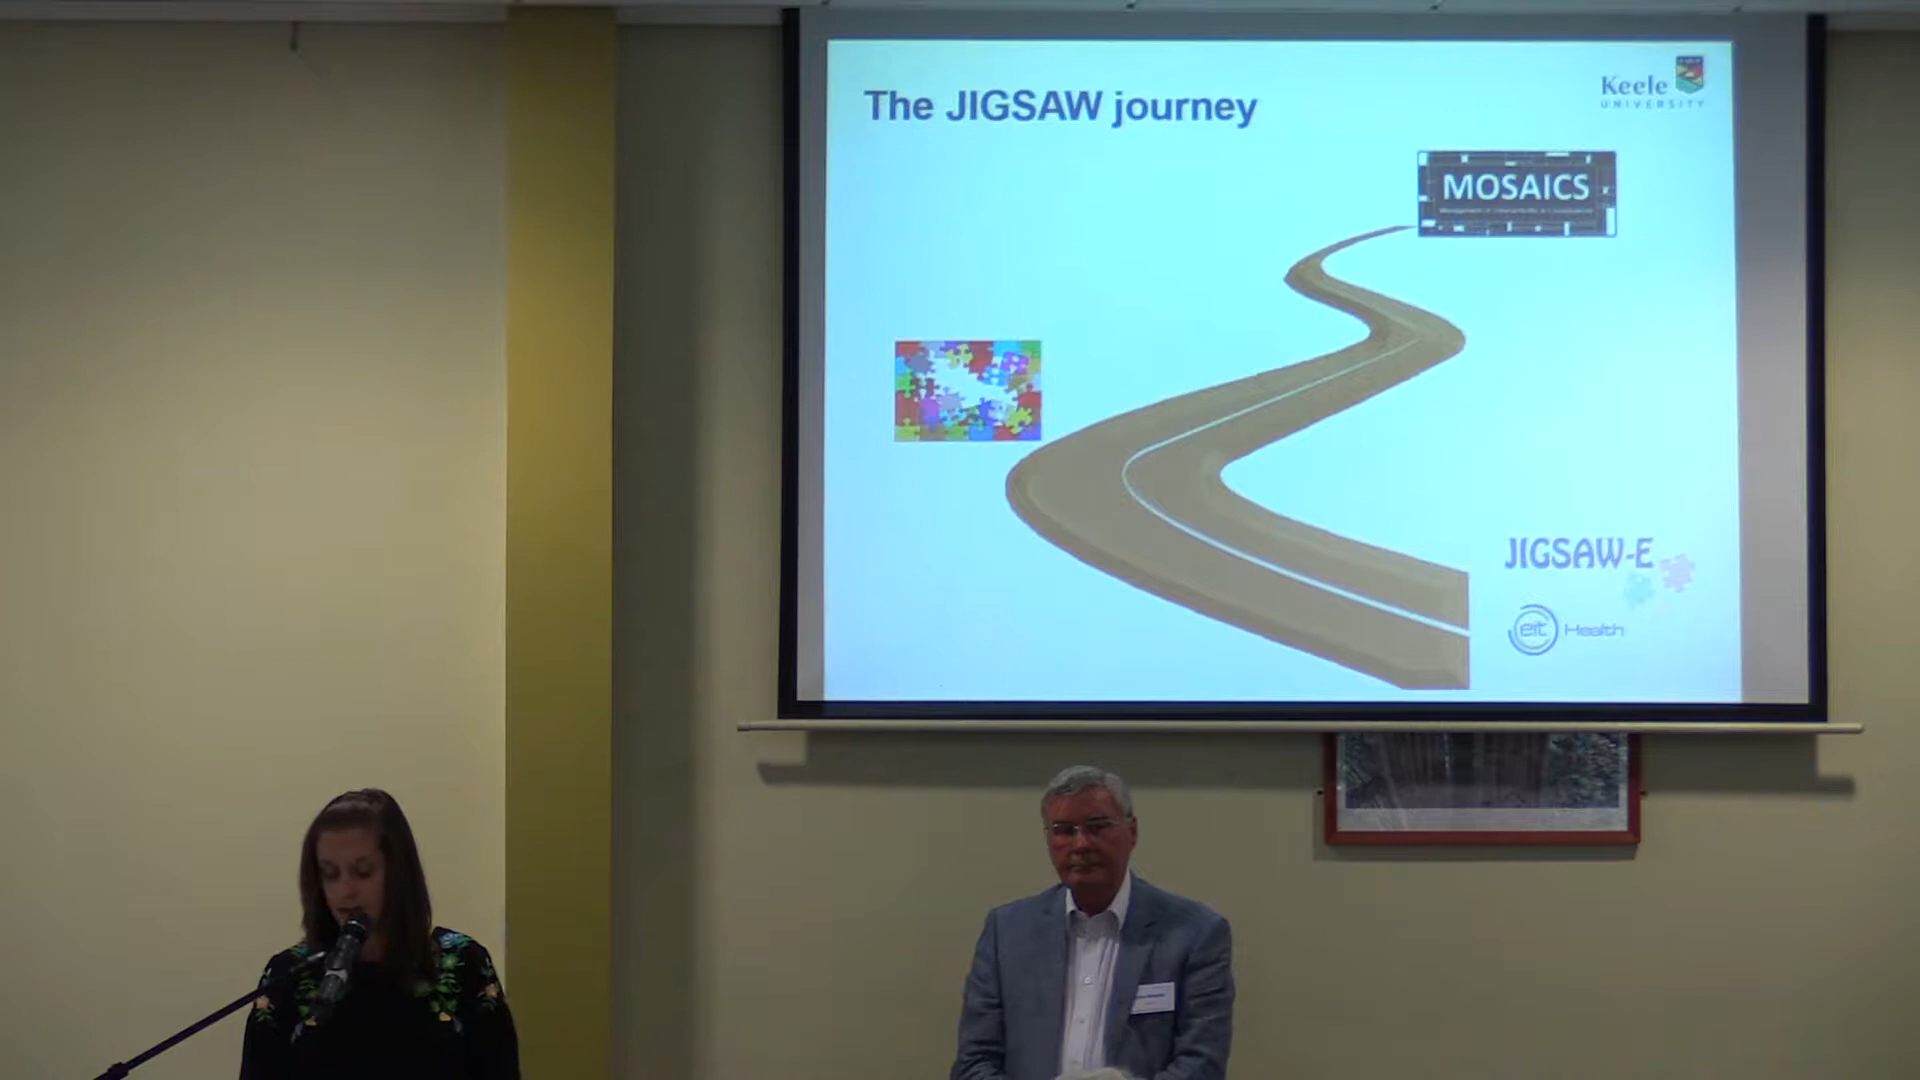 The JIGSAW journey
Keele
UNIVERSITY
MOSAICS
JIGSAW-E
eit Health